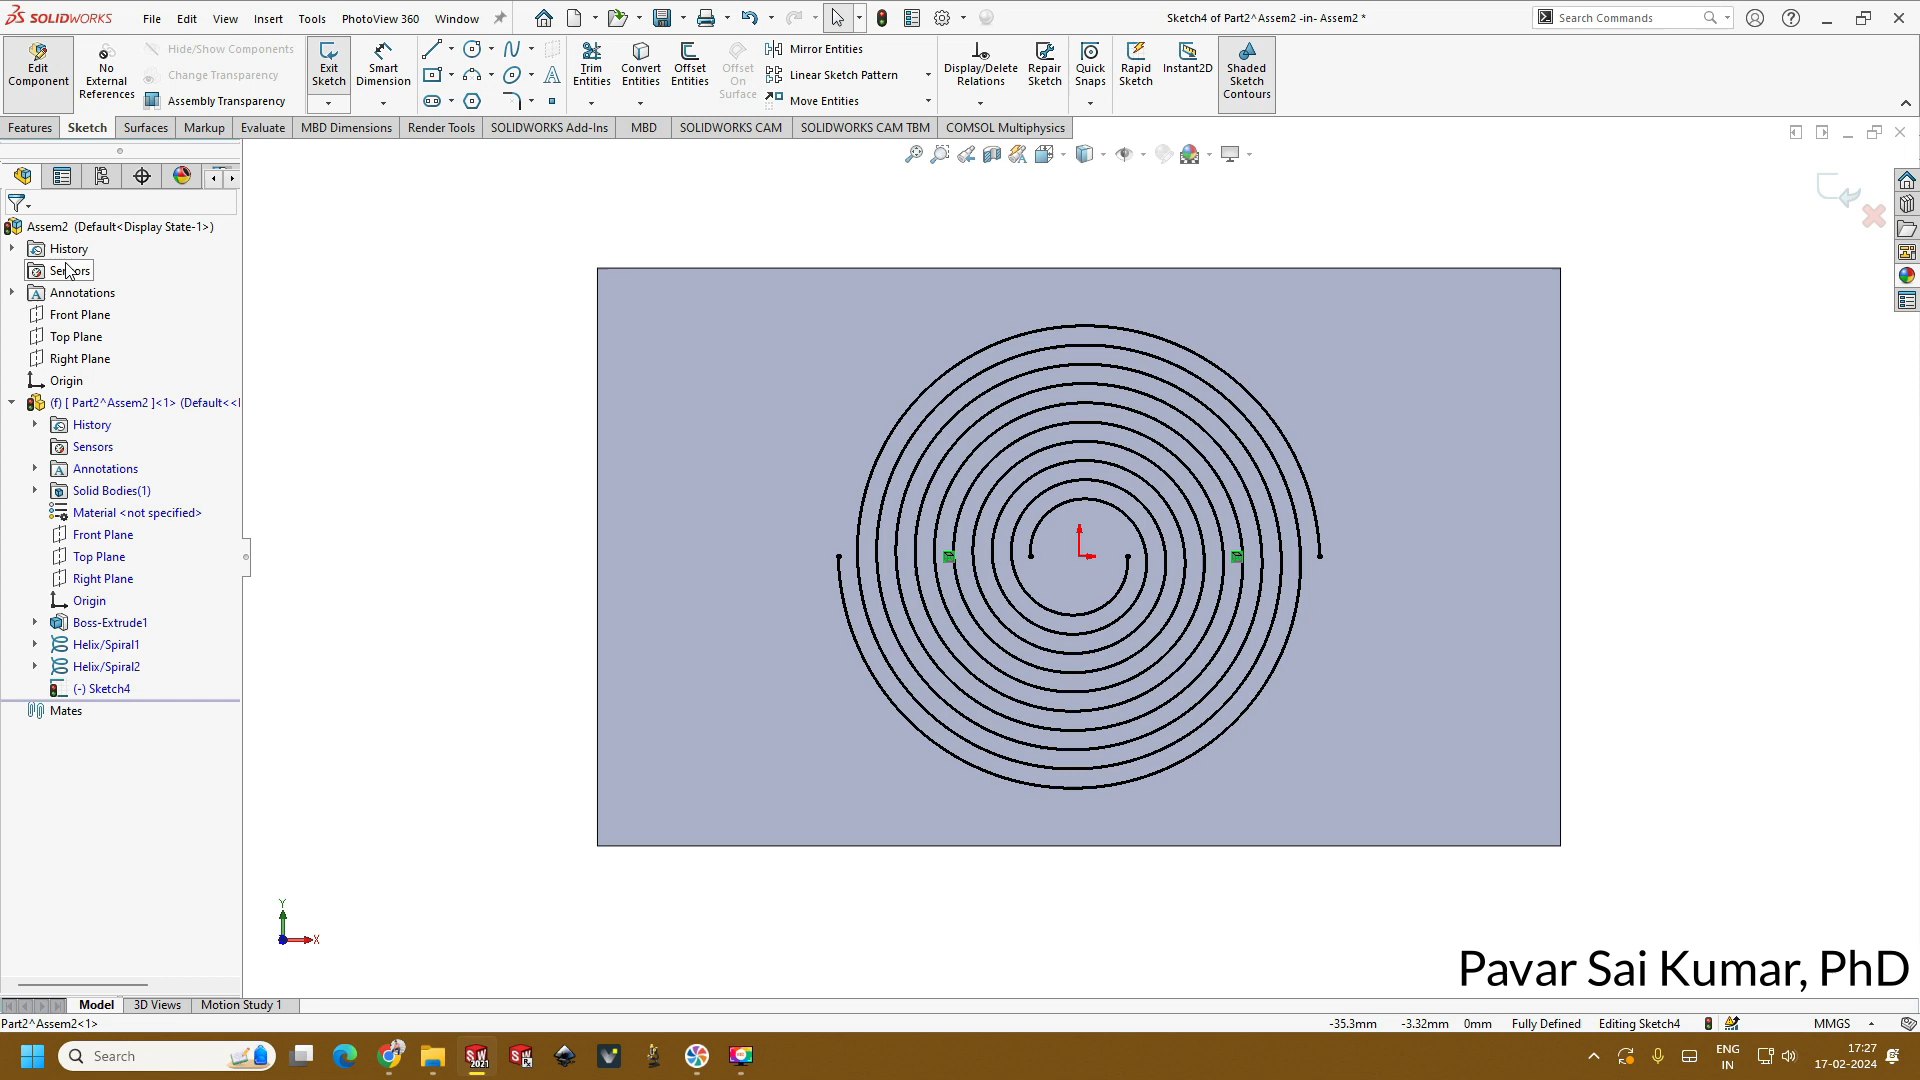 SOLIDWORKS File Edit View Insert Tools PhotoView 360 Window Sketch4 of Part2^Assem2 -in- Assem2 * Search Commands
Edit Component
No External References
Hide/Show Components
Change Transparency
Assembly Transparency
Exit Sketch
Smart Dimension
Trim Entities
Convert Entities
Offset Entities
Offset On Surface
Mirror Entities
Linear Sketch Pattern
Move Entities
Display/Delete Relations
Repair Sketch
Quick Snaps
Rapid Sketch
Instant2D
Shaded Sketch Contours
Features Sketch Surfaces Markup Evaluate MBD Dimensions Render Tools SOLIDWORKS Add-Ins MBD SOLIDWORKS CAM SOLIDWORKS CAM TBM COMSOL Multiphysics
Assem2 (Default<Display State-1>)
History
Sensors
Annotations
Front Plane
Top Plane
Right Plane
Origin
(f) [ Part2^Assem2 ]<1> (Default<<
History
Sensors
Annotations
Solid Bodies(1)
Material <not specified>
Front Plane
Top Plane
Right Plane
Origin
Boss-Extrude1
Helix/Spiral1
Helix/Spiral2
(-) Sketch4
Mates
Y
X
Pavar Sai Kumar, PhD
Model 3D Views Motion Study 1
Part2^Assem2<1> -35.3mm -3.32mm 0mm Fully Defined Editing Sketch4 MMGS
Search
SW 2021
ENG IN
17:27
17-02-2024